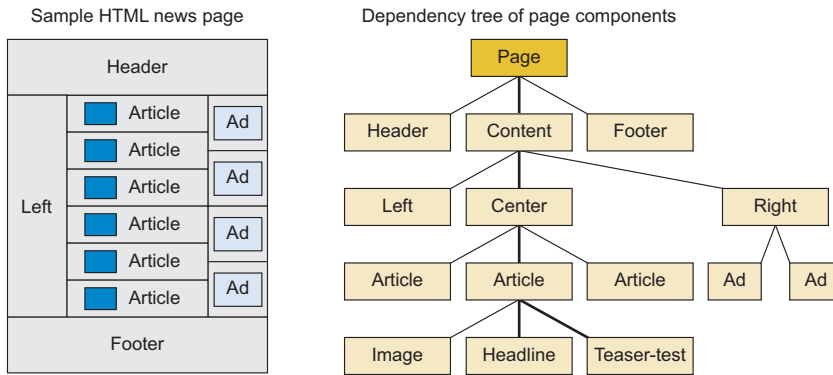 Sample HTML news page
Header
Left
Article
Article
Article
Article
Article
Article
Ad
Ad
Ad
Ad
Footer
Dependency tree of page components
Page
Header Content Footer
Left Center Right
Article Article Article Ad Ad
Image Headline Teaser-test